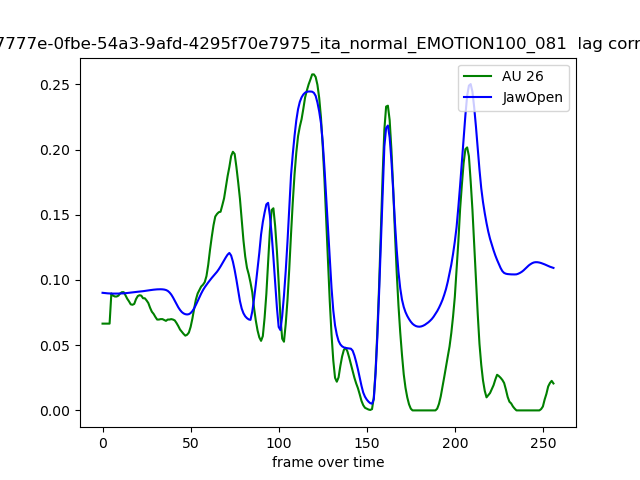 7777e-0fbe-54a3-9afd-4295f70e7975_ita_normal_EMOTION100_081 lag corr
AU 26
JawOpen
0.25
0.20
0.15
0.10
0.05
0.00
0 50 100 150 200 250
frame over time